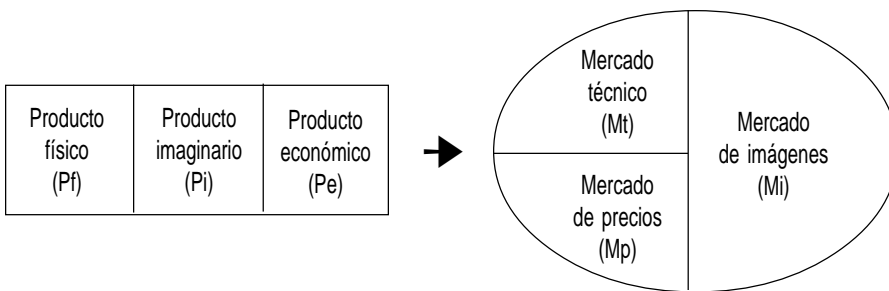 Producto
físico
(Pf)
Producto
imaginario
(Pi)
Producto
económico
(Pe)
Mercado
técnico
(Mt)
Mercado
de precios
(Mp)
Mercado
de imágenes
(Mi)